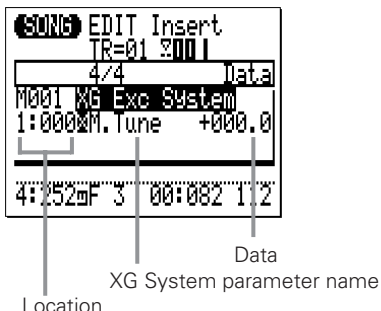 SONG EDIT Insert
TR=01 001
4/4 Data
M001 XG Exc System
1:000 M.Tune +000.0
4:252 F 3 00:082 112
Data
XG System parameter name
Location